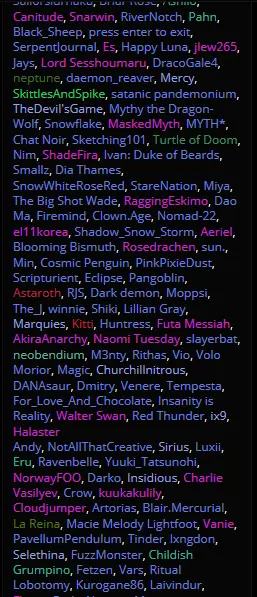 Canitude, Snarwin, RiverNotch, Pahn,
Black_Sheep, press enter to exit,
SerpentJournal, Es, Happy Luna, jlew265,
Jays, Lord Sesshoumaru, DracoGale4,
neptune, daemon_reaver, Mercy,
SkittlesAndSpike, satanic pandemonium,
TheDevil'sGame, Mythy the Dragon-
Wolf, Snowflake, MaskedMyth, MYTH*,
Chat Noir, Sketching101, Turtle of Doom,
Nim, ShadeFira, Ivan: Duke of Beards,
Smallz, Dia Thames,
SnowWhiteRoseRed, StareNation, Miya,
The Big Shot Wade, RaggingEskimo, Dao
Ma, Firemind, Clown.Age, Nomad-22,
el11korea, Shadow_Snow_Storm, Aeriel,
Blooming Bismuth, Rosedrachen, sun.,
Min, Cosmic Penguin, PinkPixieDust,
Scripturient, Eclipse, Pangoblin,
Astaroth, RJS, Dark demon, Moppsi,
The_J, winnie, Shiki, Lillian Gray,
Marquies, Kitti, Huntress, Futa Messiah,
AkiraAnarchy, Naomi Tuesday, slayerbat,
neobendium, M3nty, Rithas, Vio, Volo
Morior, Magic, Churchillnitrous,
DANAsaur, Dmitry, Venere, Tempesta,
For_Love_And_Chocolate, Insanity is
Reality, Walter Swan, Red Thunder, ix9,
Halaster
Andy, NotAllThatCreative, Sirius, Luxii,
Eru, Ravenbelle, Yuuki_Tatsunohi,
NorwayFOO, Darko, Insidious, Charlie
Vasilyev, Crow, kuukakulily,
Cloudjumper, Artorias, Blair.Mercurial,
La Reina, Macie Melody Lightfoot, Vanie,
PavellumPendulum, Tinder, Ixngdon,
Selethina, FuzzMonster, Childish
Grumpino, Fetzen, Vars, Ritual
Lobotomy, Kurogane86, Laivindur,